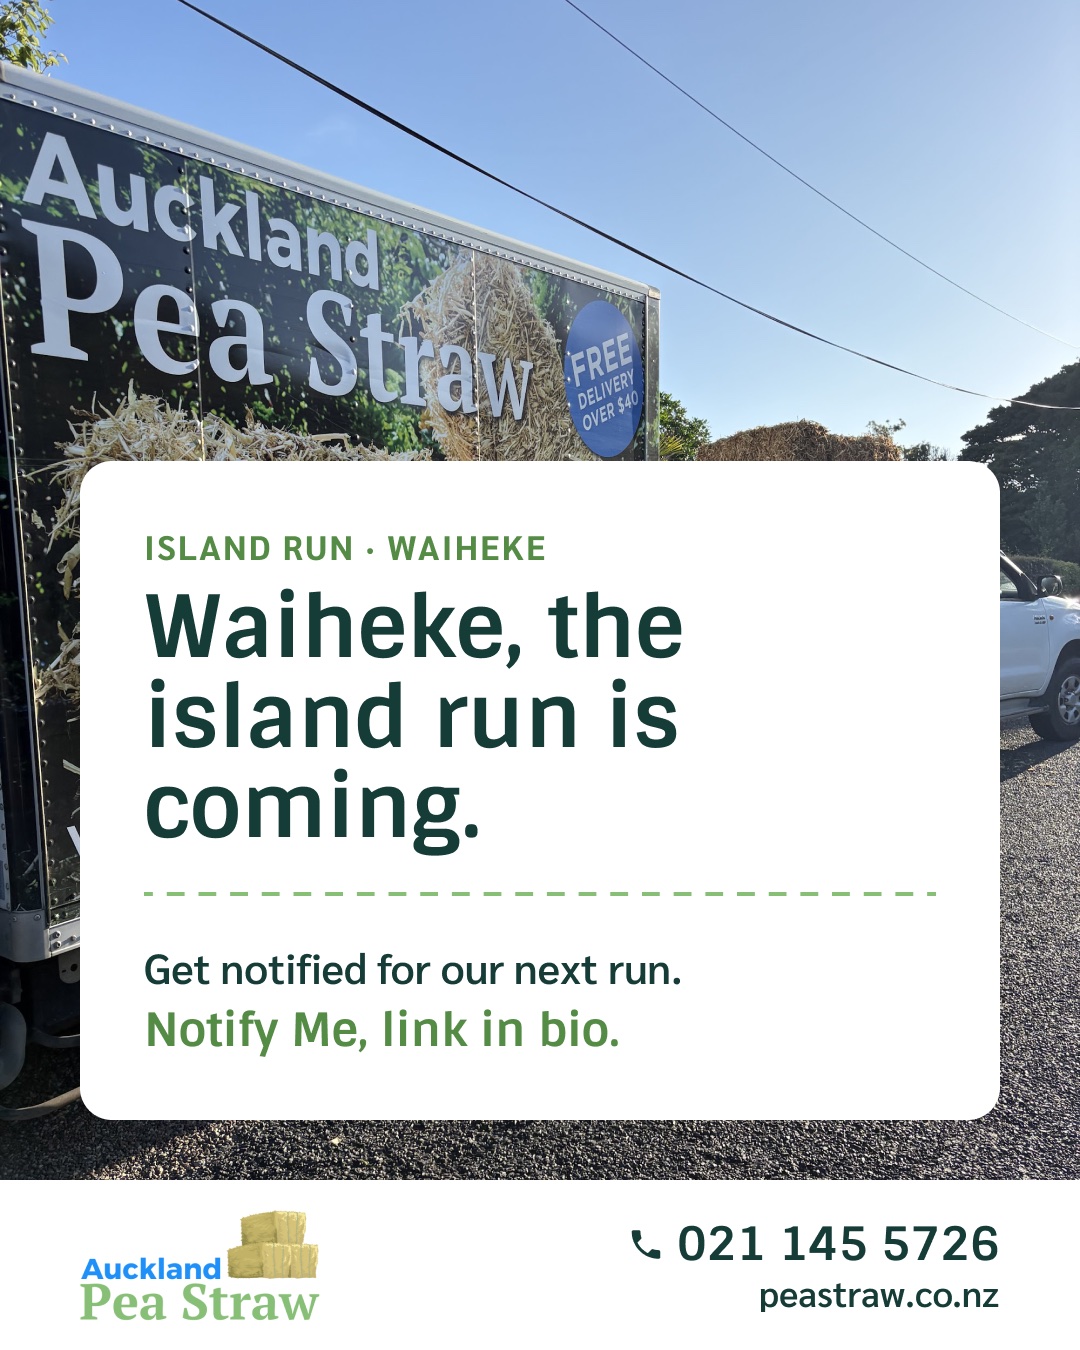 Auckland
Pea Straw
FREE
DELIVERY
OVER $40
ISLAND RUN · WAIHEKE
Waiheke, the
island run is
coming.
Get notified for our next run.
Notify Me, link in bio.
Auckland
Pea Straw
021 145 5726
peastraw.co.nz